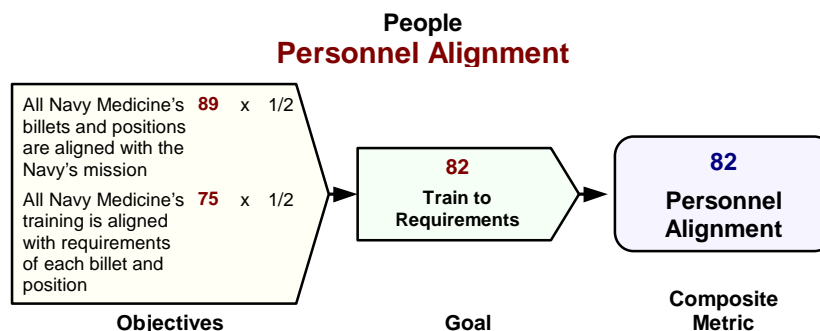 People
Personnel Alignment
All Navy Medicine's 89 x 1/2
billets and positions
are aligned with the
Navy's mission
All Navy Medicine's 75 x 1/2
training is aligned
with requirements
of each billet and
position
82
Train to
Requirements
82
Personnel
Alignment
Objectives
Goal
Composite
Metric